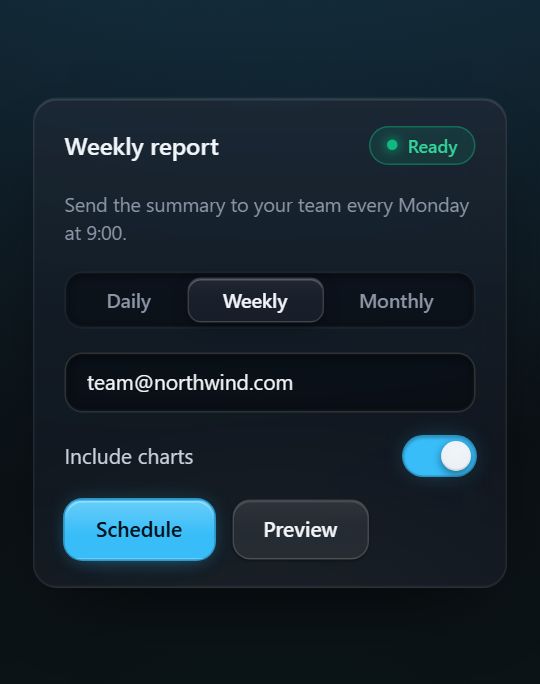 Weekly report
Ready
Send the summary to your team every Monday
at 9:00.
Daily
Weekly
Monthly
team@northwind.com
Include charts
Schedule
Preview